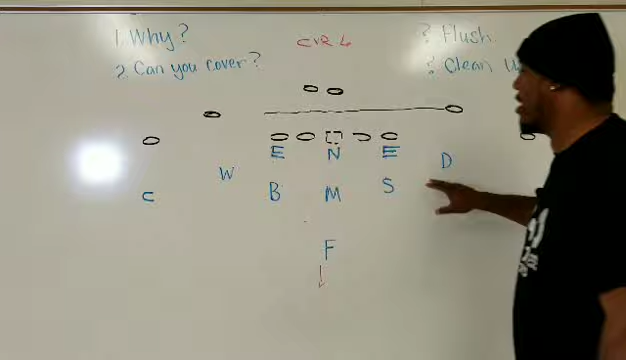 1. Why?
2. Can you cover?
CVR 6
? Flush
? Clean U
E N E D
W B M S
C
F